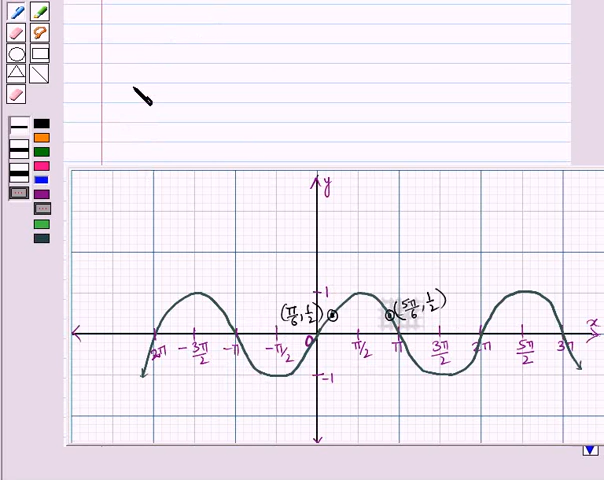 y
1
(π/6, 1/2) (5π/6, 1/2)
x
2π -3π/2 -π -π/2 0 π/2 π 3π/2 2π 5π/2 3π
-1